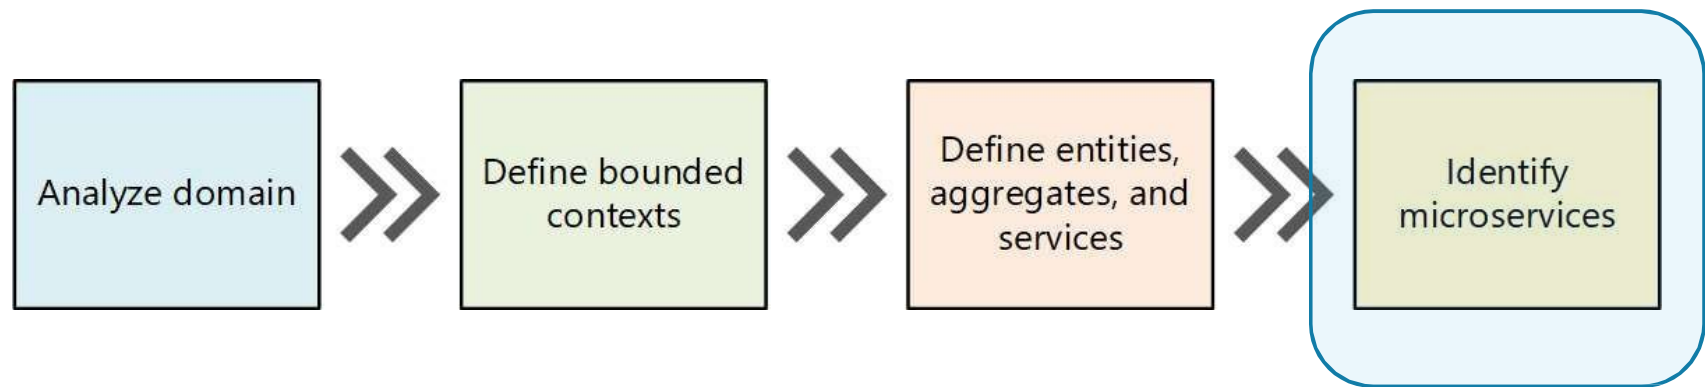 Analyze domain
Define bounded
contexts
Define entities,
aggregates, and
services
Identify
microservices